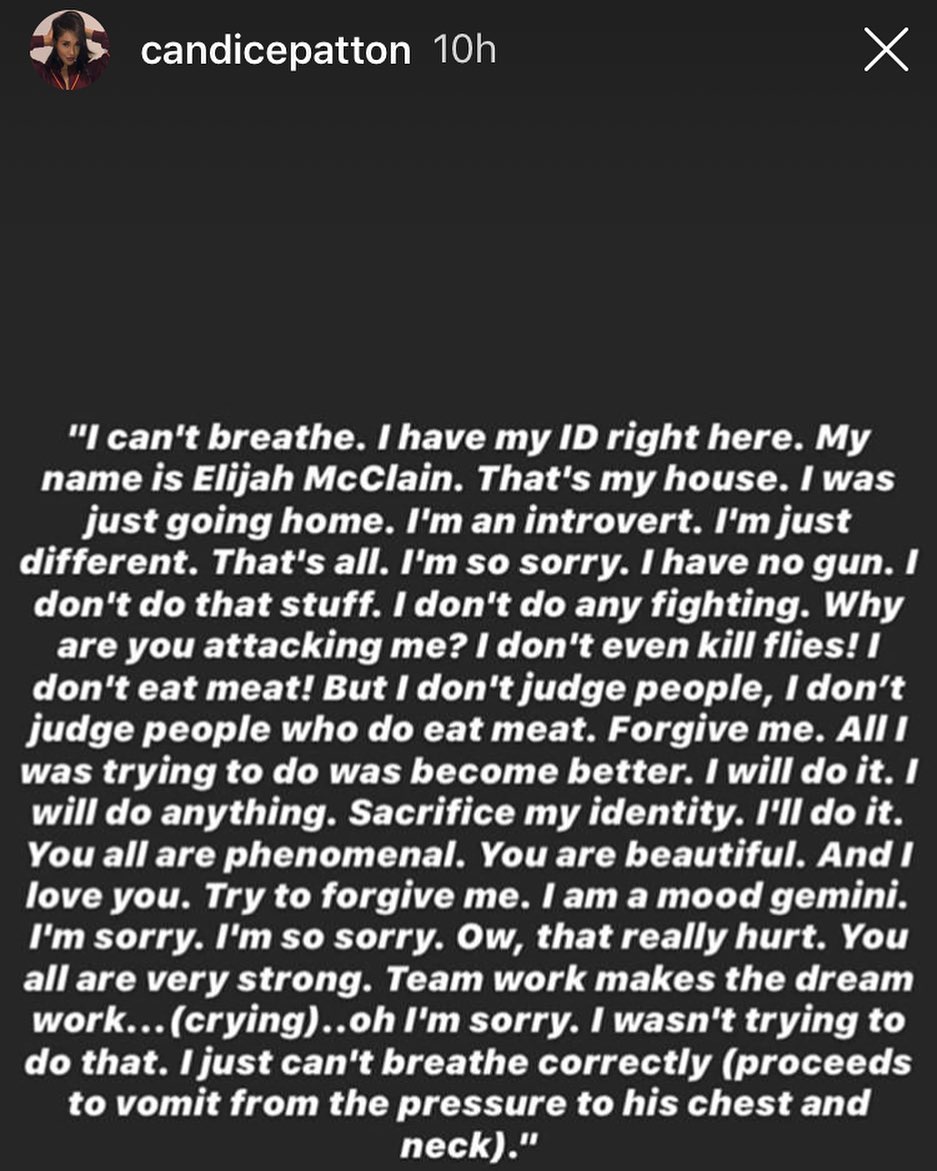 candicepatton 10h
"I can't breathe. I have my ID right here. My
name is Elijah McClain. That's my house. I was
just going home. I'm an introvert. I'm just
different. That's all. I'm so sorry. I have no gun. I
don't do that stuff. I don't do any fighting. Why
are you attacking me? I don't even kill flies! I
don't eat meat! But I don't judge people, I don’t
judge people who do eat meat. Forgive me. All I
was trying to do was become better. I will do it. I
will do anything. Sacrifice my identity. I'll do it.
You all are phenomenal. You are beautiful. And I
love you. Try to forgive me. I am a mood gemini.
I'm sorry. I'm so sorry. Ow, that really hurt. You
all are very strong. Team work makes the dream
work...(crying)..oh I'm sorry. I wasn't trying to
do that. I just can't breathe correctly (proceeds
to vomit from the pressure to his chest and
neck)."